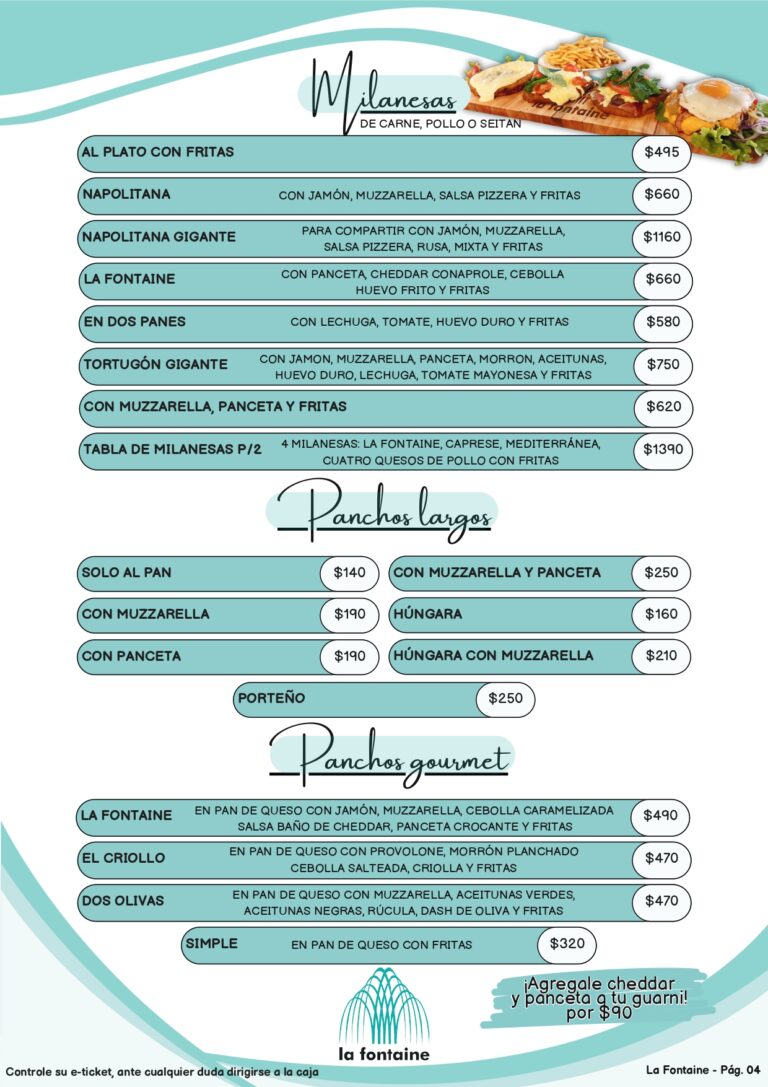 Milanesas
DE CARNE, POLLO O SEITAN
la fontaine
AL PLATO CON FRITAS $495
NAPOLITANA CON JAMÓN, MUZZARELLA, SALSA PIZZERA Y FRITAS $660
NAPOLITANA GIGANTE PARA COMPARTIR CON JAMÓN, MUZZARELLA, $1160
SALSA PIZZERA, RUSA, MIXTA Y FRITAS
LA FONTAINE CON PANCETA, CHEDDAR CONAPROLE, CEBOLLA $660
HUEVO FRITO Y FRITAS
EN DOS PANES CON LECHUGA, TOMATE, HUEVO DURO Y FRITAS $580
TORTUGÓN GIGANTE CON JAMON, MUZZARELLA, PANCETA, MORRON, ACEITUNAS, $750
HUEVO DURO, LECHUGA, TOMATE MAYONESA Y FRITAS
CON MUZZARELLA, PANCETA Y FRITAS $620
TABLA DE MILANESAS P/2 4 MILANESAS: LA FONTAINE, CAPRESE, MEDITERRÁNEA, $1390
CUATRO QUESOS DE POLLO CON FRITAS
Panchos largos
SOLO AL PAN $140 CON MUZZARELLA Y PANCETA $250
CON MUZZARELLA $190 HÚNGARA $160
CON PANCETA $190 HÚNGARA CON MUZZARELLA $210
PORTEÑO $250
Panchos gourmet
LA FONTAINE EN PAN DE QUESO CON JAMÓN, MUZZARELLA, CEBOLLA CARAMELIZADA $490
SALSA BAÑO DE CHEDDAR, PANCETA CROCANTE Y FRITAS
EL CRIOLLO EN PAN DE QUESO CON PROVOLONE, MORRÓN PLANCHADO $470
CEBOLLA SALTEADA, CRIOLLA Y FRITAS
DOS OLIVAS EN PAN DE QUESO CON MUZZARELLA, ACEITUNAS VERDES, $470
ACEITUNAS NEGRAS, RÚCULA, DASH DE OLIVA Y FRITAS
SIMPLE EN PAN DE QUESO CON FRITAS $320
¡Agregale cheddar
y panceta a tu guarni!
por $90
la fontaine
Controle su e-ticket, ante cualquier duda dirigirse a la caja
La Fontaine - Pág. 04